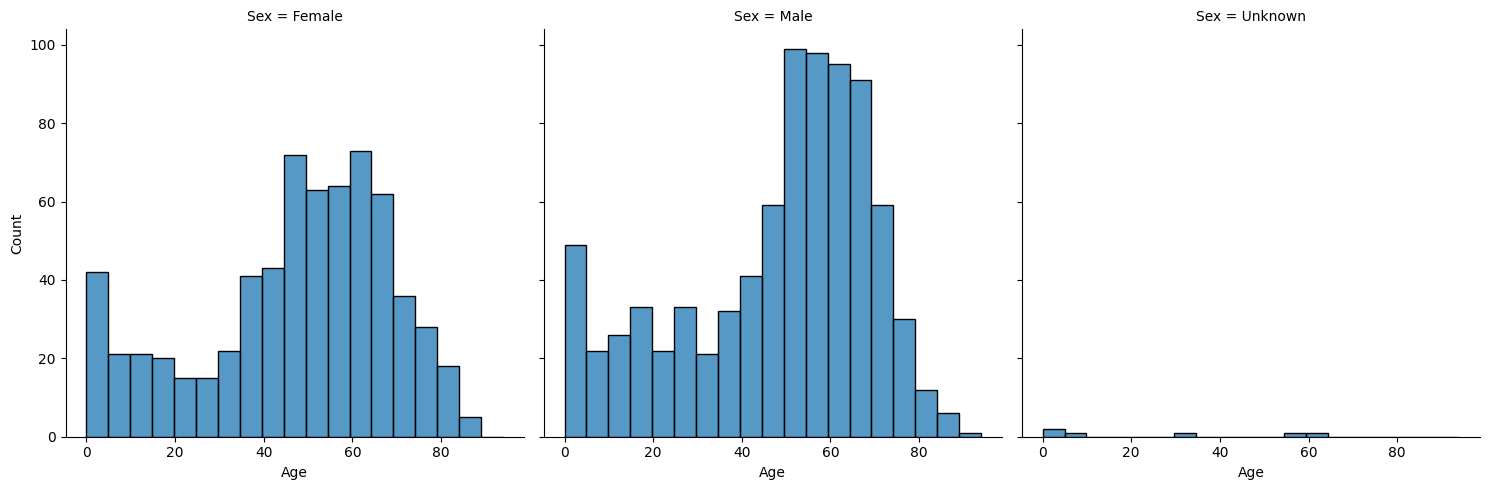 Sex = Female
Sex = Male
Sex = Unknown
100
80
60
40
20
0
Count
0 20 40 60 80
0 20 40 60 80
0 20 40 60 80
Age
Age
Age